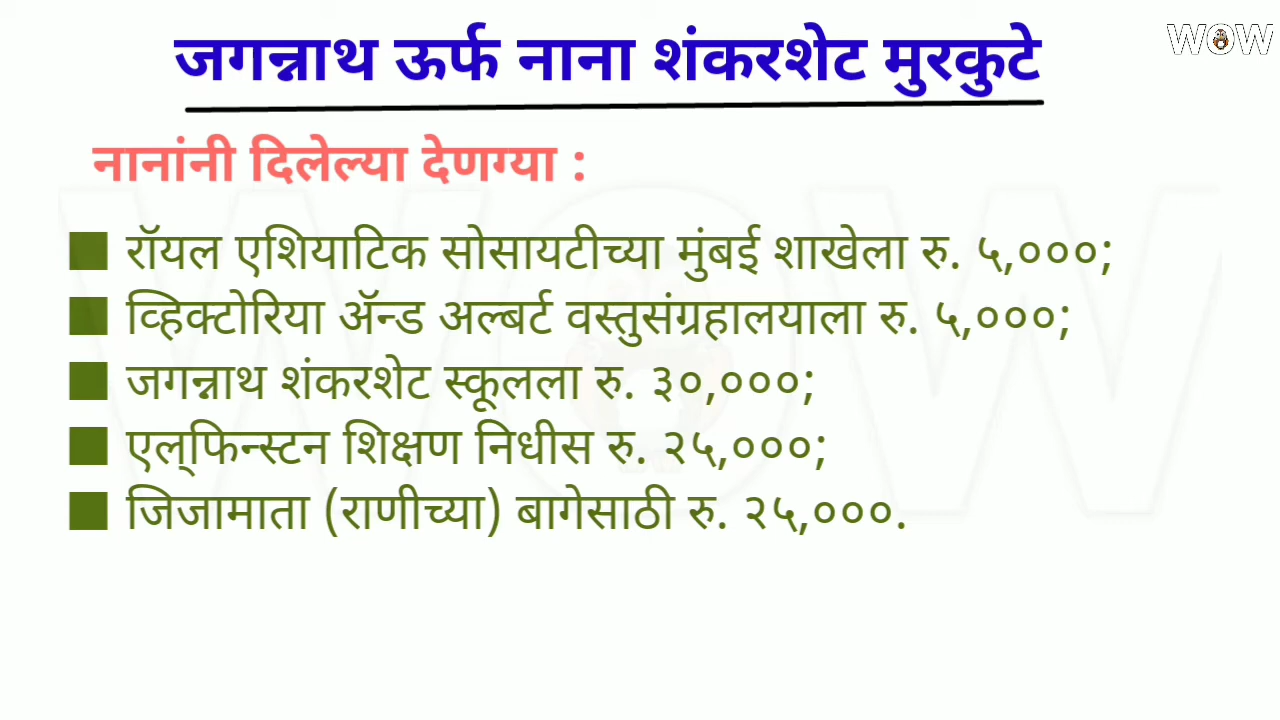 जगन्नाथ ऊर्फ नाना शंकरशेट मुरकुटे
WOW
नानांनी दिलेल्या देणग्या :
■ रॉयल एशियाटिक सोसायटीच्या मुंबई शाखेला रु. ५,०००;
■ व्हिक्टोरिया ॲन्ड अल्बर्ट वस्तुसंग्रहालयाला रु. ५,०००;
■ जगन्नाथ शंकरशेट स्कूलला रु. ३०,०००;
■ एल्‌फिन्स्टन शिक्षण निधीस रु. २५,०००;
■ जिजामाता (राणीच्या) बागेसाठी रु. २५,०००.